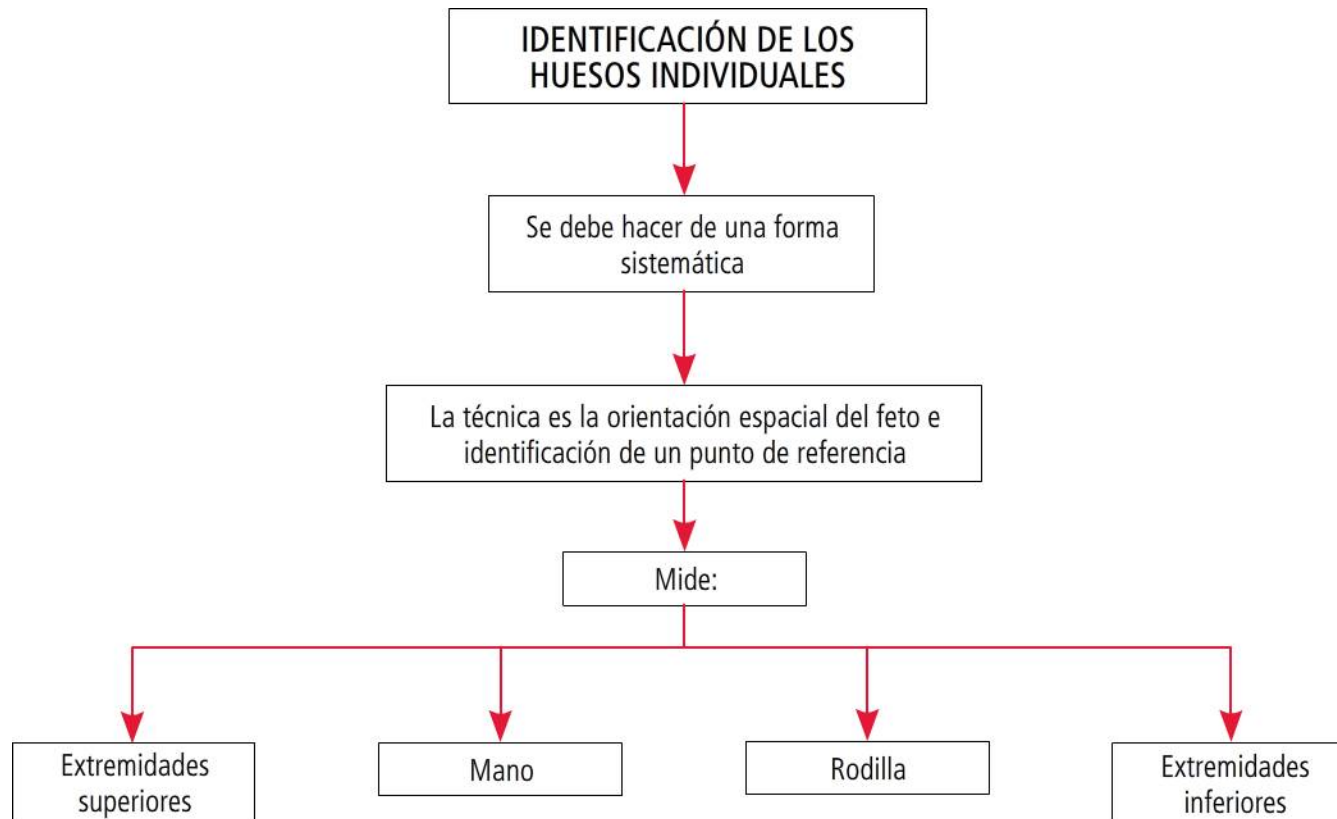 IDENTIFICACIÓN DE LOS
HUESOS INDIVIDUALES
Se debe hacer de una forma
sistemática
La técnica es la orientación espacial del feto e
identificación de un punto de referencia
Mide:
Extremidades
superiores
Mano
Rodilla
Extremidades
inferiores